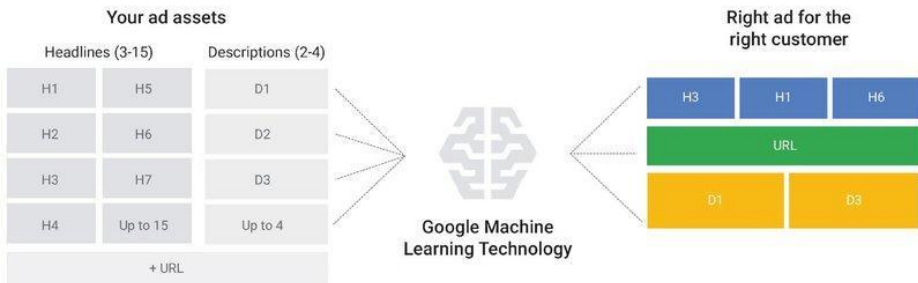 Your ad assets
Headlines (3-15)
Descriptions (2-4)
H1
H5
D1
H2
H6
D2
H3
H7
D3
H4
Up to 15
Up to 4
+ URL
Google Machine
Learning Technology
Right ad for the
right customer
H3
H1
H6
URL
D1
D3